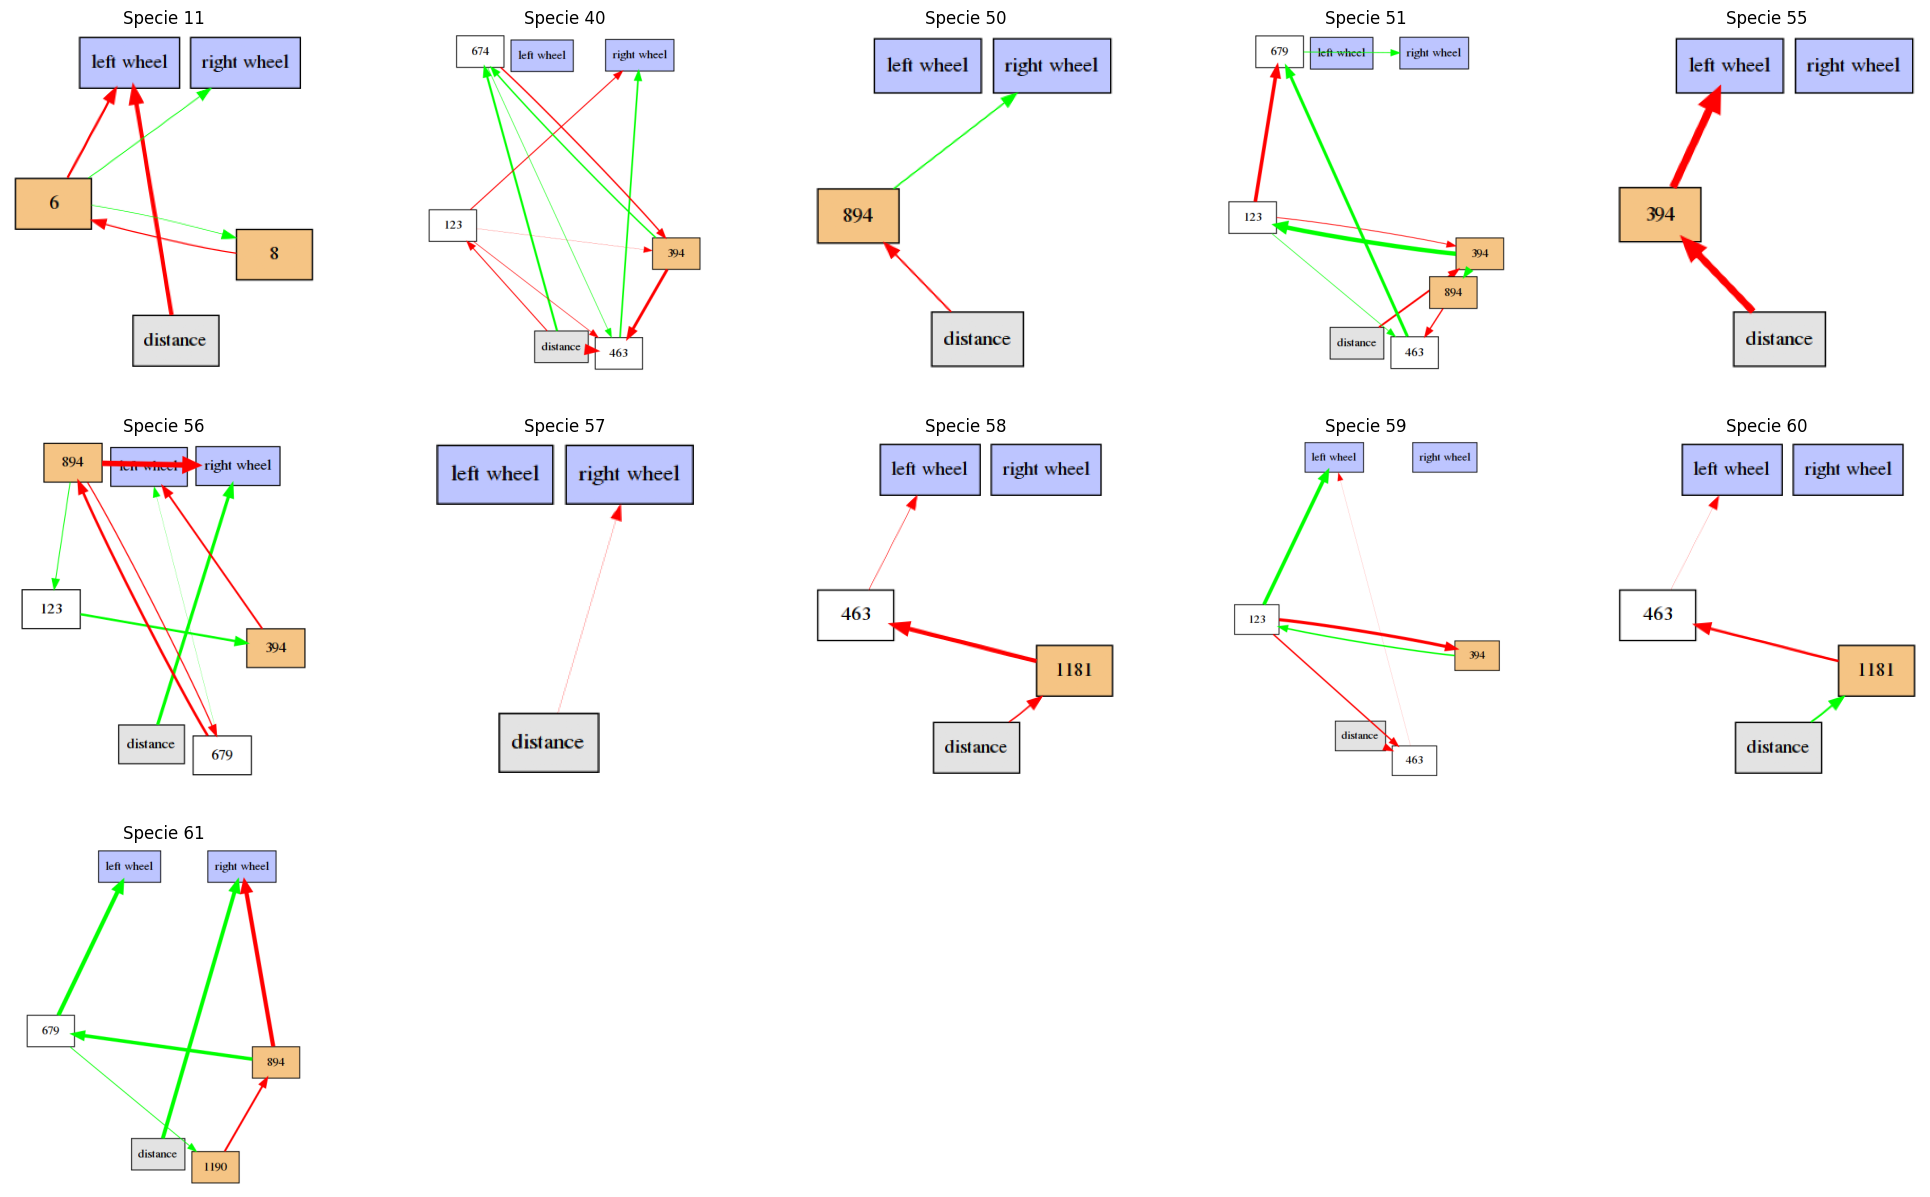 Specie 11
left wheel
right wheel
6
8
distance
Specie 40
674
left wheel
right wheel
123
394
distance
463
Specie 50
left wheel
right wheel
894
distance
Specie 51
679
left wheel
right wheel
123
394
894
distance
463
Specie 55
left wheel
right wheel
394
distance
Specie 56
894
left wheel
right wheel
123
394
distance
679
Specie 57
left wheel
right wheel
distance
Specie 58
left wheel
right wheel
463
1181
distance
Specie 59
left wheel
right wheel
123
394
distance
463
Specie 60
left wheel
right wheel
463
1181
distance
Specie 61
left wheel
right wheel
679
894
distance
1190